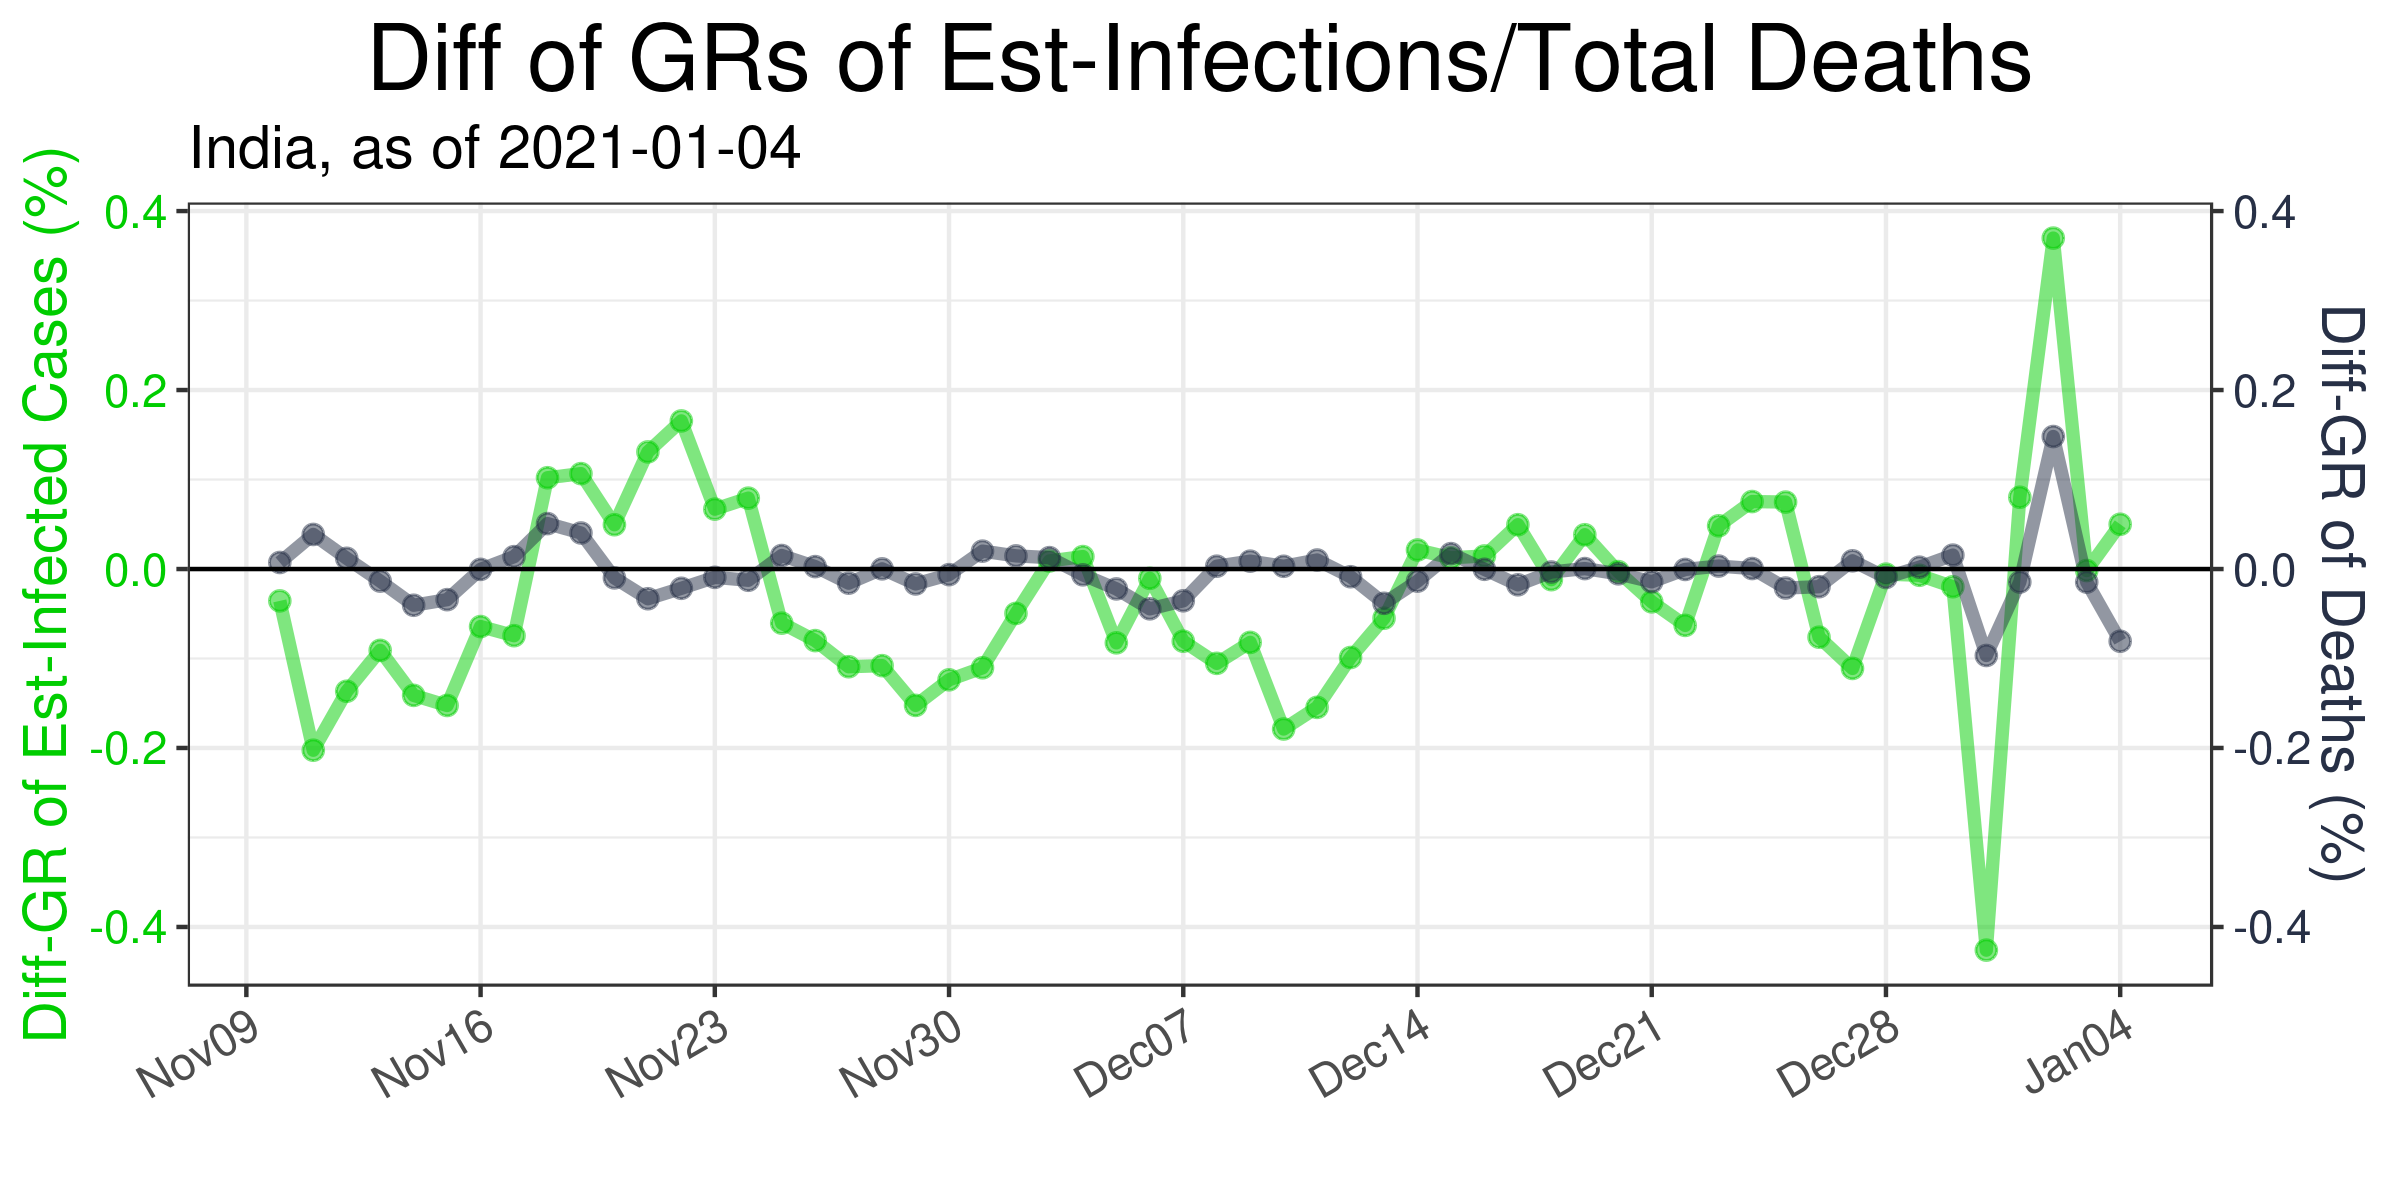 Diff of GRs of Est-Infections/Total Deaths
India, as of 2021-01-04
Diff-GR of Est-Infected Cases (%)
0.4
0.2
0.0
-0.2
-0.4
0.4
0.2
0.0
-0.2
-0.4
Diff-GR of Deaths (%)
Nov09
Nov16
Nov23
Nov30
Dec07
Dec14
Dec21
Dec28
Jan04